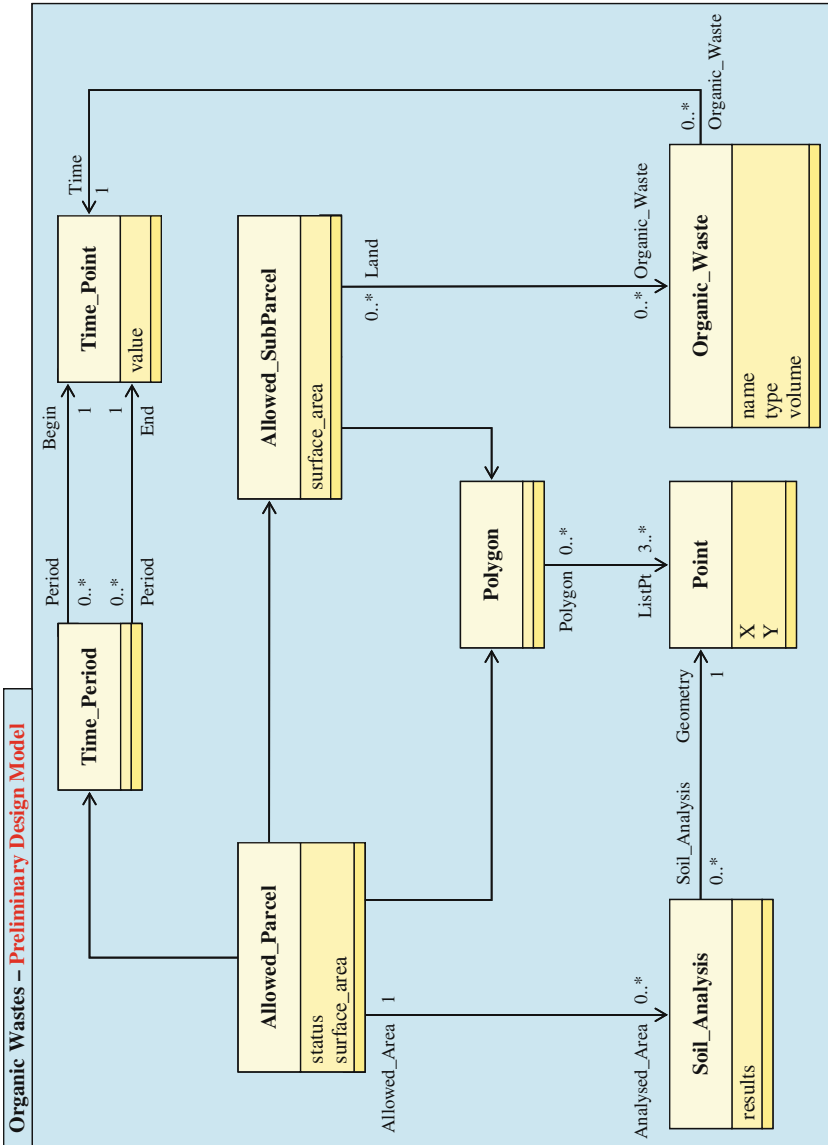 Organic Wastes – Preliminary Design Model
Time_Period
Period
0..*
0..*
Period
Begin
1
1
End
Time_Point
value
Time
1
Allowed_Parcel
status
surface_area
Allowed_SubParcel
surface_area
Allowed_Area
1
0..*
Land
Polygon
Polygon
0..*
ListPt
3..*
Analysed_Area
0..*
0..*
Organic_Waste
0..*
Organic_Waste
Soil_Analysis
results
Soil_Analysis
0..*
Geometry
1
Point
X
Y
Organic_Waste
name
type
volume